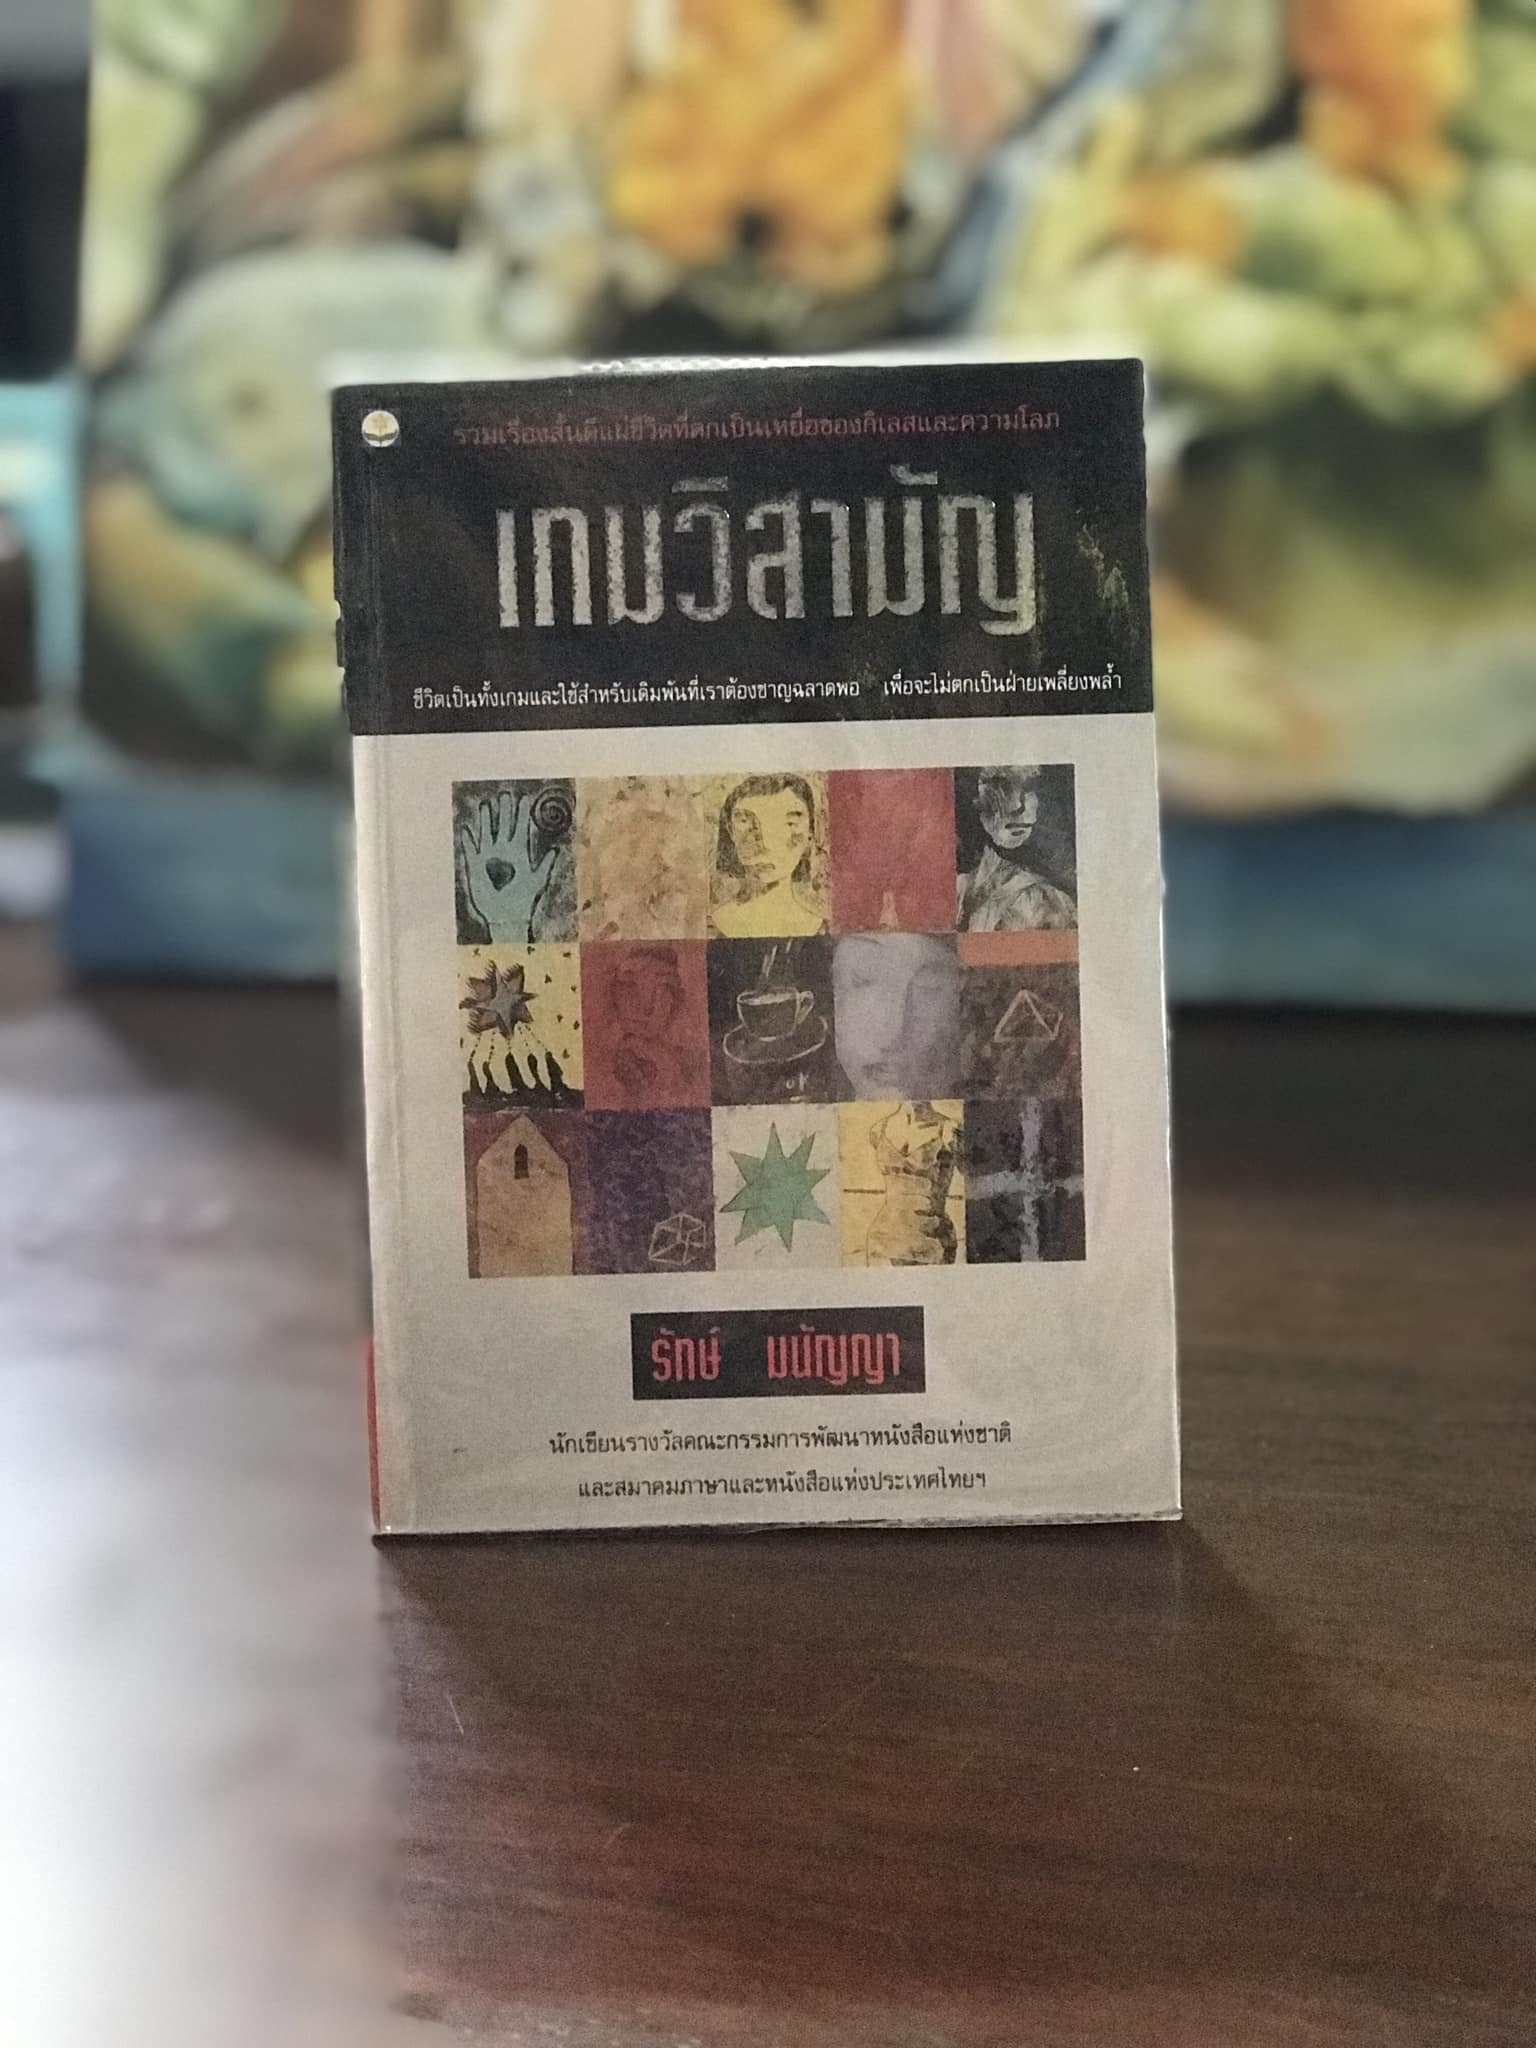 รวมเรื่องสั้นตีแผ่ชีวิตที่ตกเป็นเหยื่อของกิเลสและความโลภ
เกมวิสามัญ
ชีวิตเป็นทั้งเกมและไช้สำหรับเดิมพันที่เราต้องชาญฉลาดพอ เพื่อจะไม่ตกเป็นฝ่ายเพลี่ยงพล้ำ
ok
รักษ์ มนัญญา
นักเขียนรางวัลคณะกรรมการพัฒนาหนังสือแห่งชาติ
และสมาคมภาษาและหนังสือแห่งประเทศไทยฯ